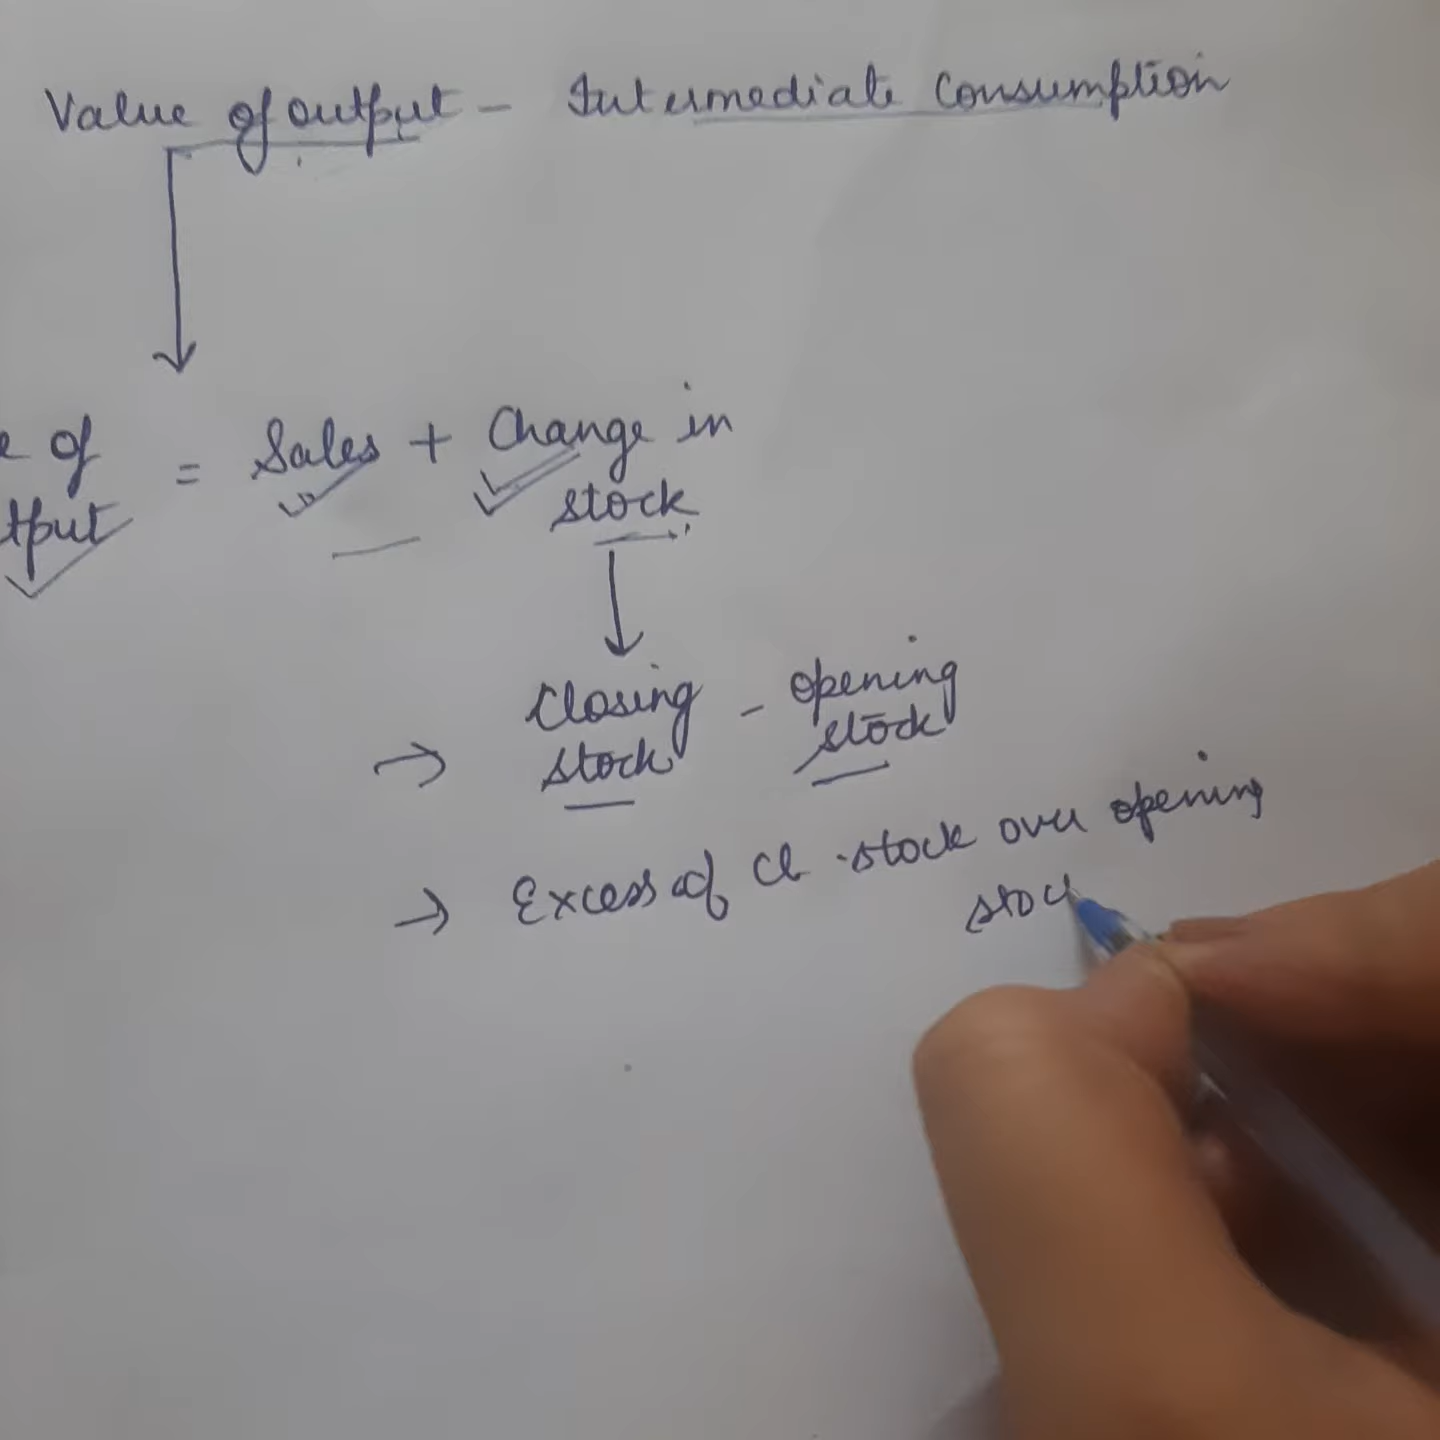 Value of output - Intermediate Consumption
e of = Sales + Change in
tput stock
Closing - opening
→ stock stock
→ Excess of Cl. stock over opening
stoc